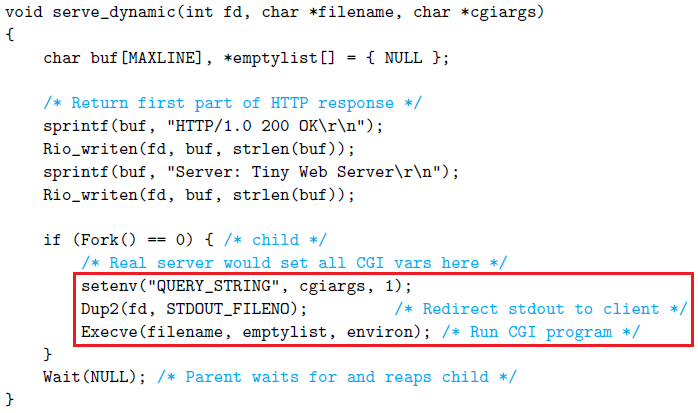 void serve_dynamic(int fd, char *filename, char *cgiargs)
{
    char buf[MAXLINE], *emptylist[] = { NULL };

    /* Return first part of HTTP response */
    sprintf(buf, "HTTP/1.0 200 OK\r\n");
    Rio_writen(fd, buf, strlen(buf));
    sprintf(buf, "Server: Tiny Web Server\r\n");
    Rio_writen(fd, buf, strlen(buf));

    if (Fork() == 0) { /* child */
        /* Real server would set all CGI vars here */
        setenv("QUERY_STRING", cgiargs, 1);
        Dup2(fd, STDOUT_FILENO);         /* Redirect stdout to client */
        Execve(filename, emptylist, environ); /* Run CGI program */
    }
    Wait(NULL); /* Parent waits for and reaps child */
}